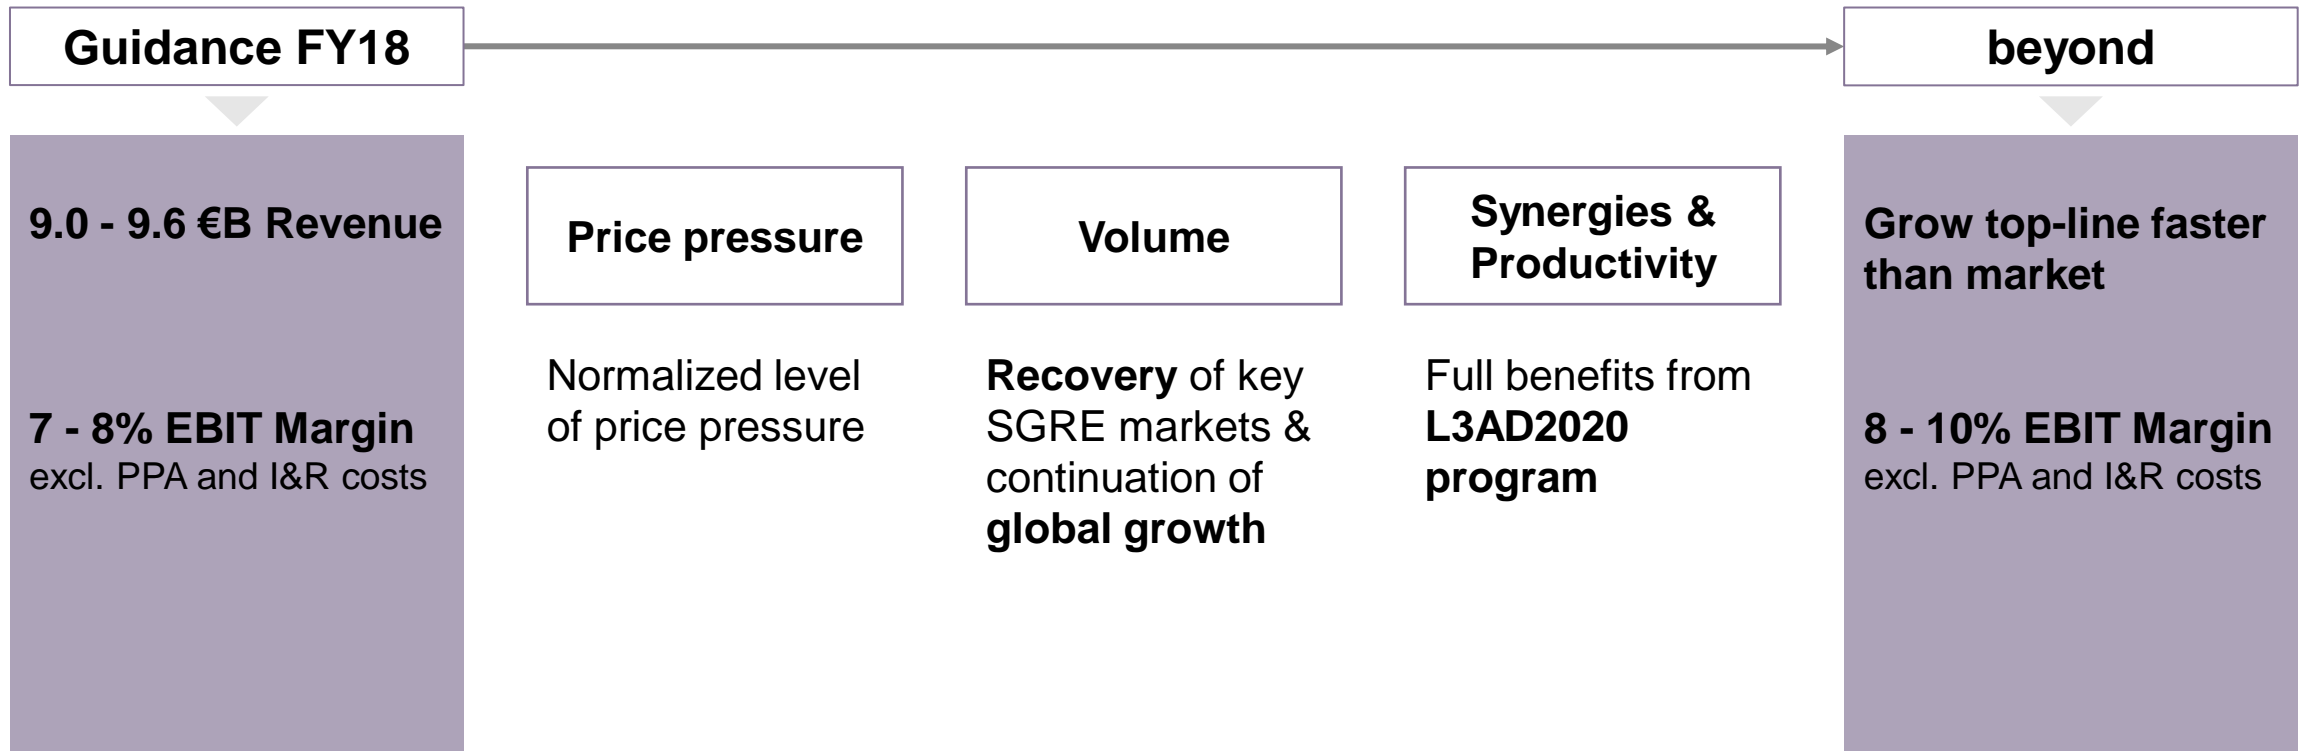 Guidance FY18
beyond
9.0 - 9.6 €B Revenue
7 - 8% EBIT Margin
excl. PPA and I&R costs
Price pressure
Normalized level
of price pressure
Volume
Recovery of key
SGRE markets &
continuation of
global growth
Synergies &
Productivity
Full benefits from
L3AD2020
program
Grow top-line faster
than market
8 - 10% EBIT Margin
excl. PPA and I&R costs